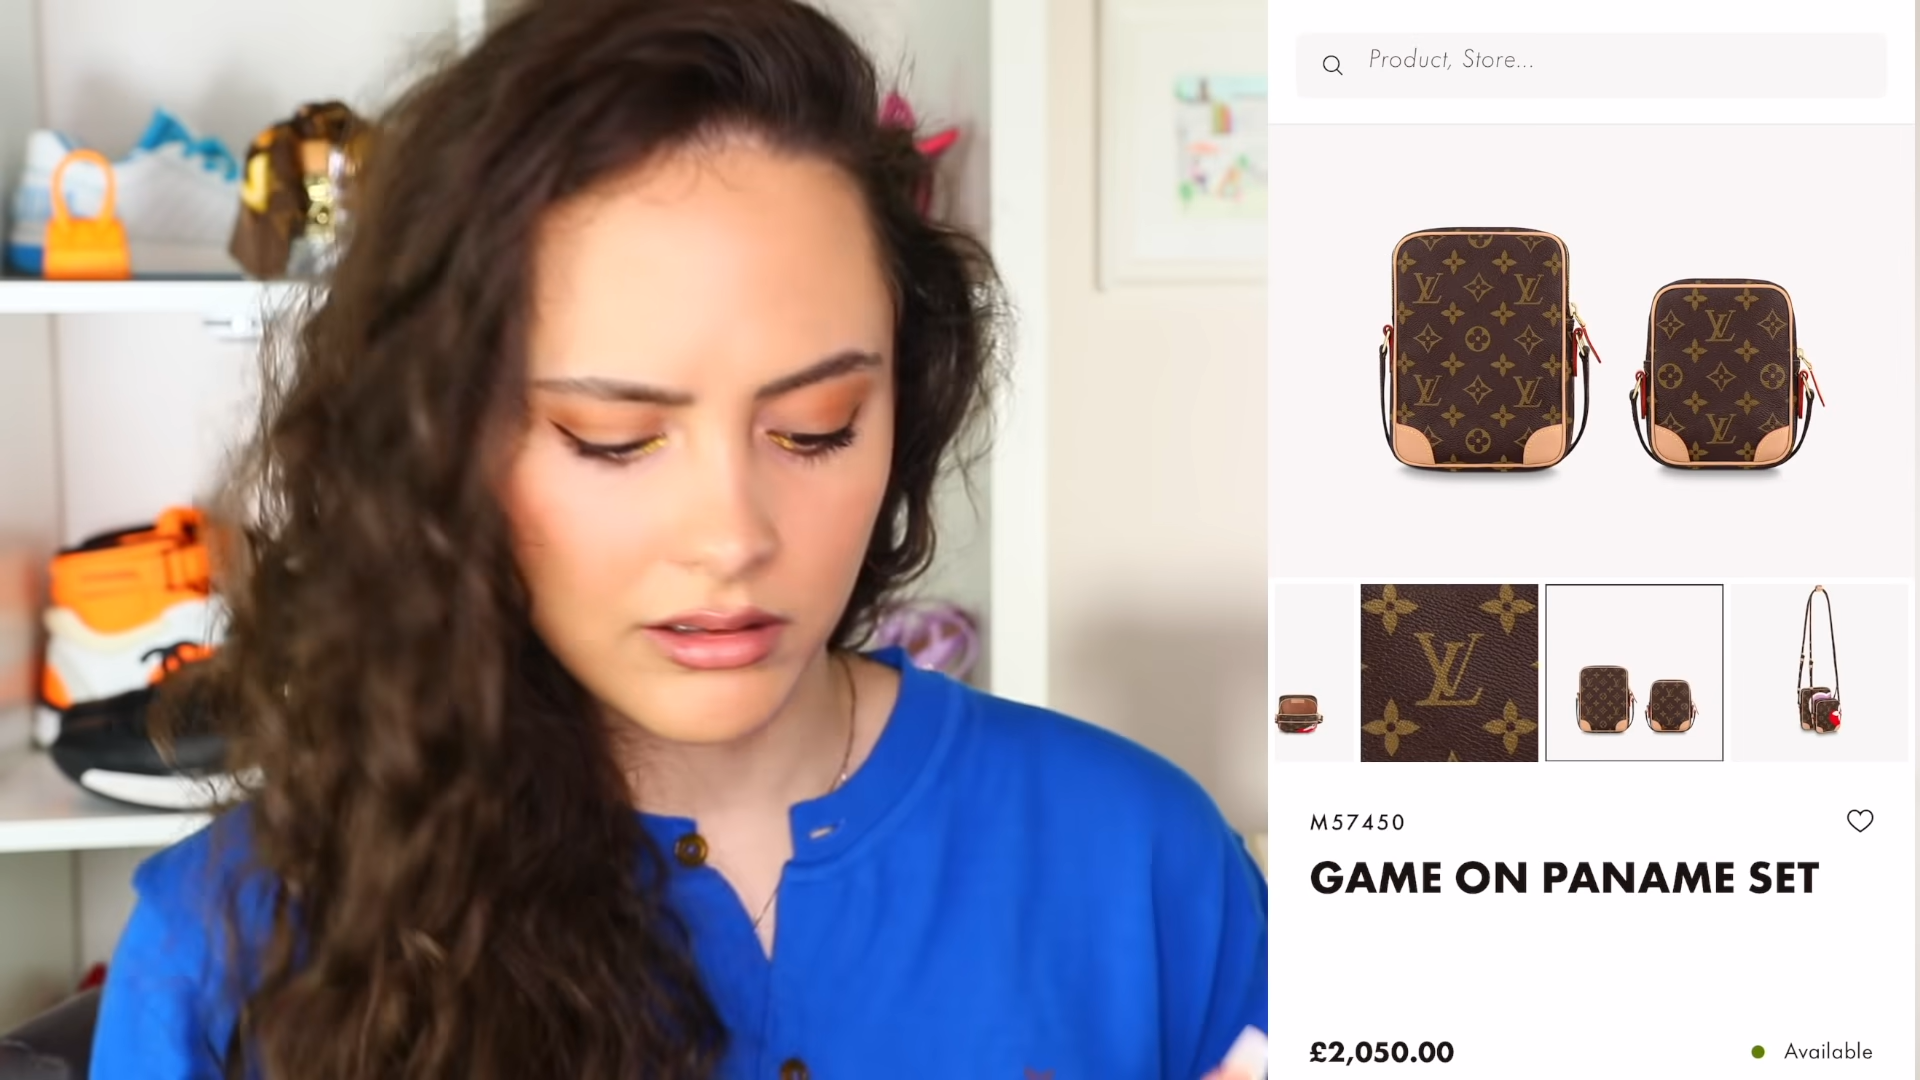 Product, Store...
M57450
GAME ON PANAME SET
£2,050.00
Available